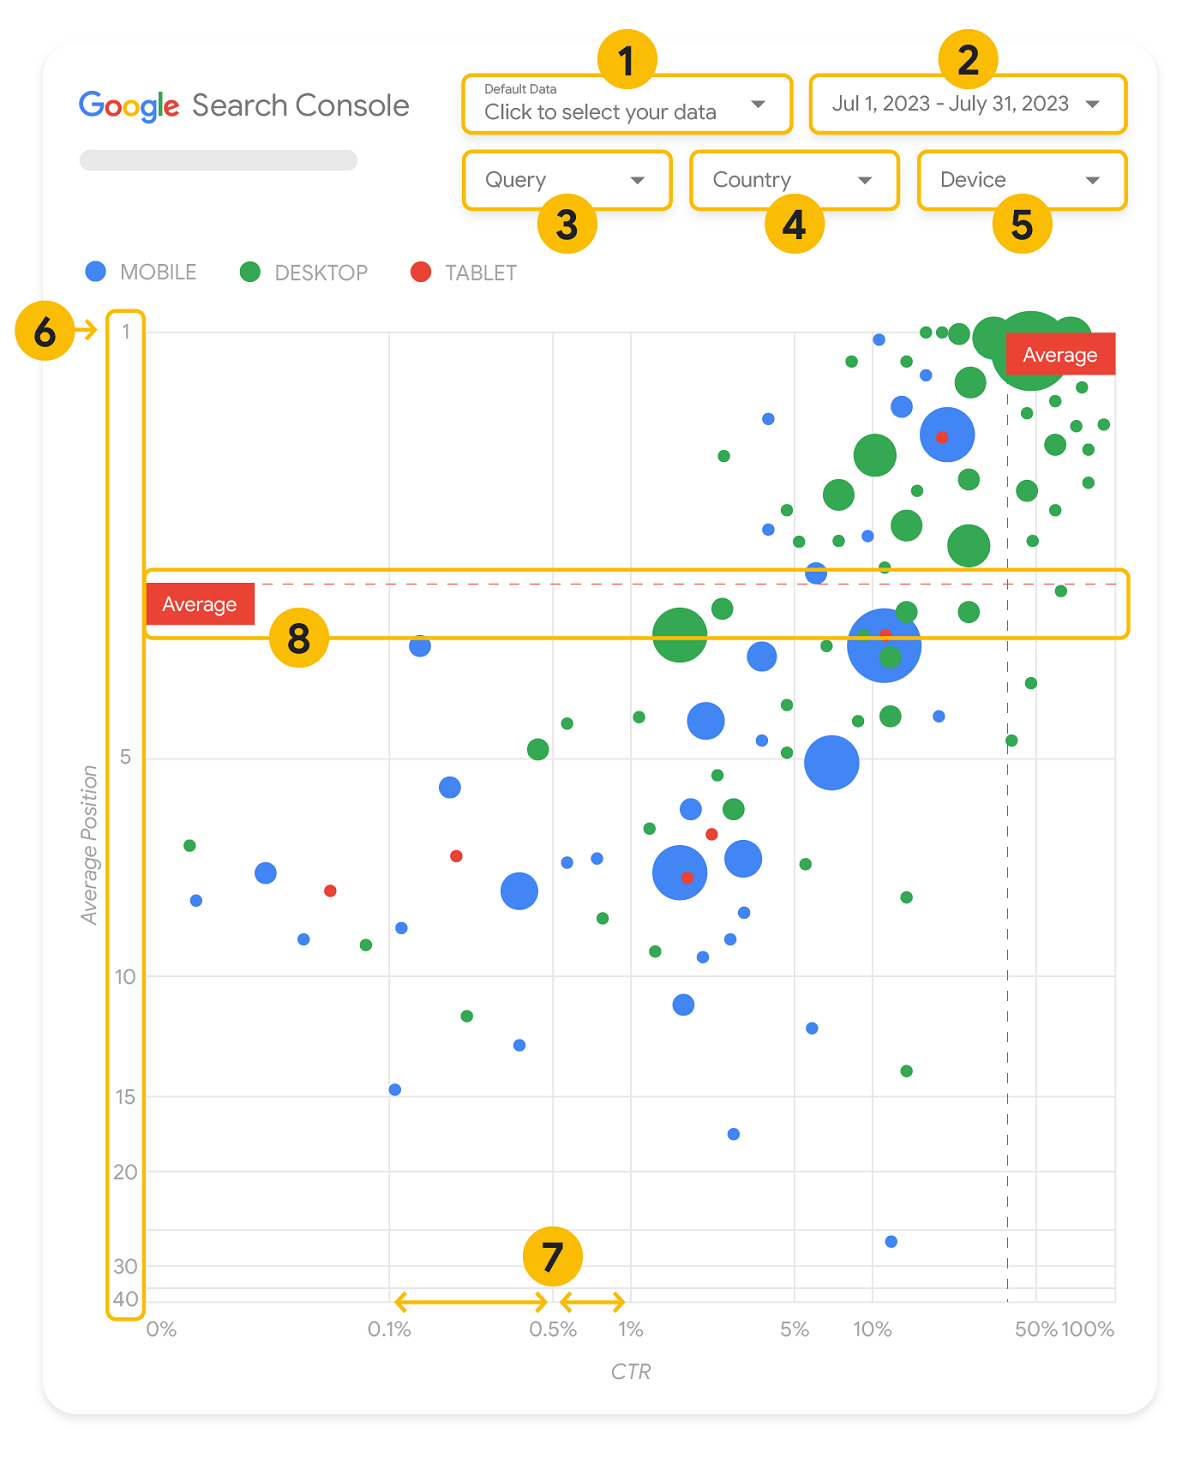 1
2
Google Search Console
Default Data
Click to select your data
Jul 1, 2023 - July 31, 2023
Query
Country
Device
3
4
5
MOBILE
DESKTOP
TABLET
6
1
Average
Average
8
5
Average Position
10
15
20
7
30
40
0%
0.1%
0.5%
1%
5%
10%
50%
100%
CTR